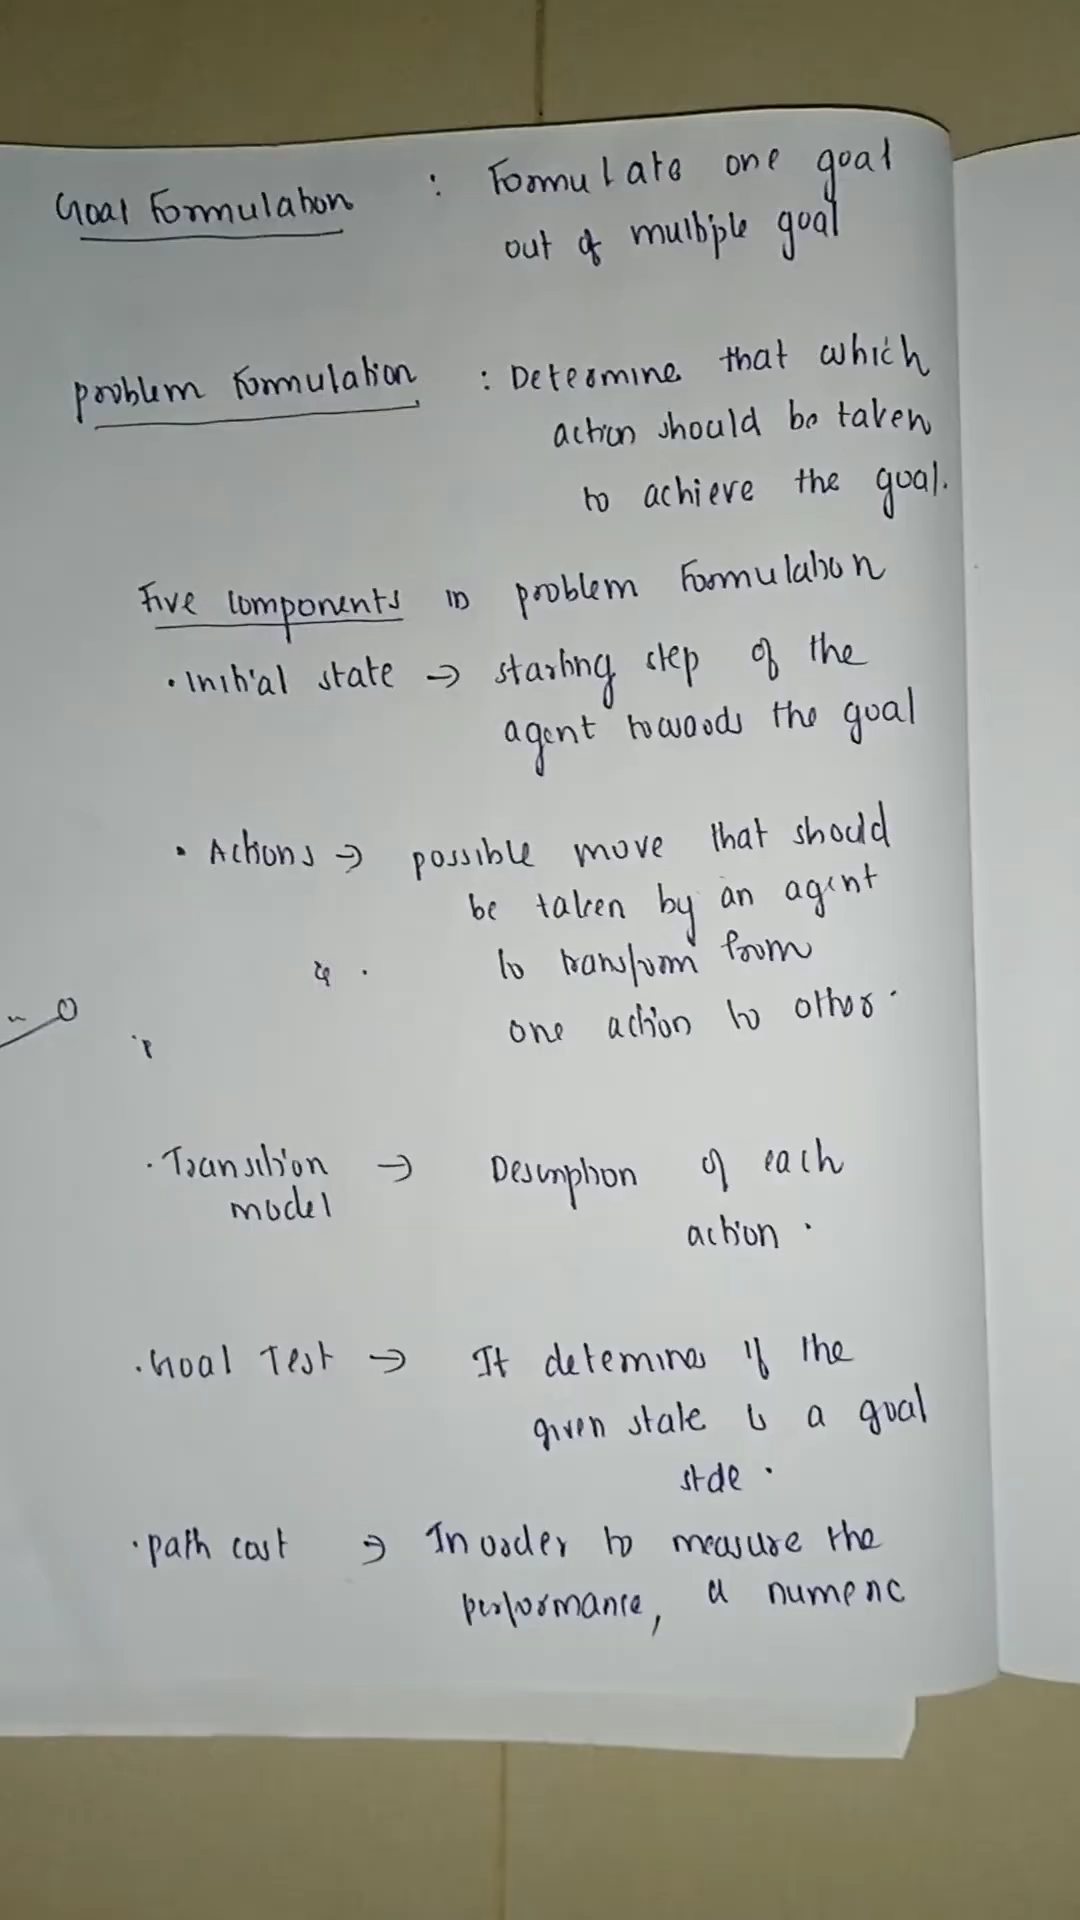 Goal Formulation : Formulate one goal
out of multiple goal
problem Formulation : Determine that which
action should be taken
to achieve the goal.
Five components in problem Formulation
• Initial state → starting step of the
agent towards the goal
• Actions → possible move that should
be taken by an agent
to transform from
one action to other.
• Transition → Description of each
model action.
• Goal Test → It determines if the
given state is a goal
state.
• path cost → In order to measure the
performance, a numeric